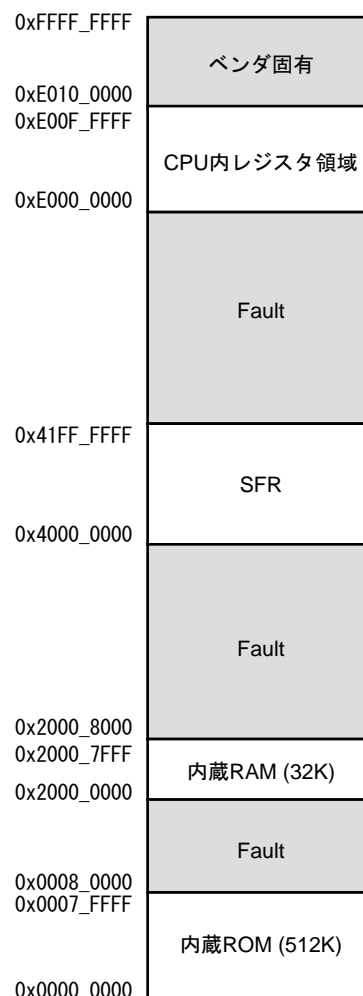 0xFFFF_FFFF
ベンダ固有
0xE010_0000
0xE00F_FFFF
CPU内レジスタ領域
0xE000_0000
Fault
0x41FF_FFFF
SFR
0x4000_0000
Fault
0x2000_8000
0x2000_7FFF
内蔵RAM (32K)
0x2000_0000
Fault
0x0008_0000
0x0007_FFFF
内蔵ROM (512K)
0x0000_0000